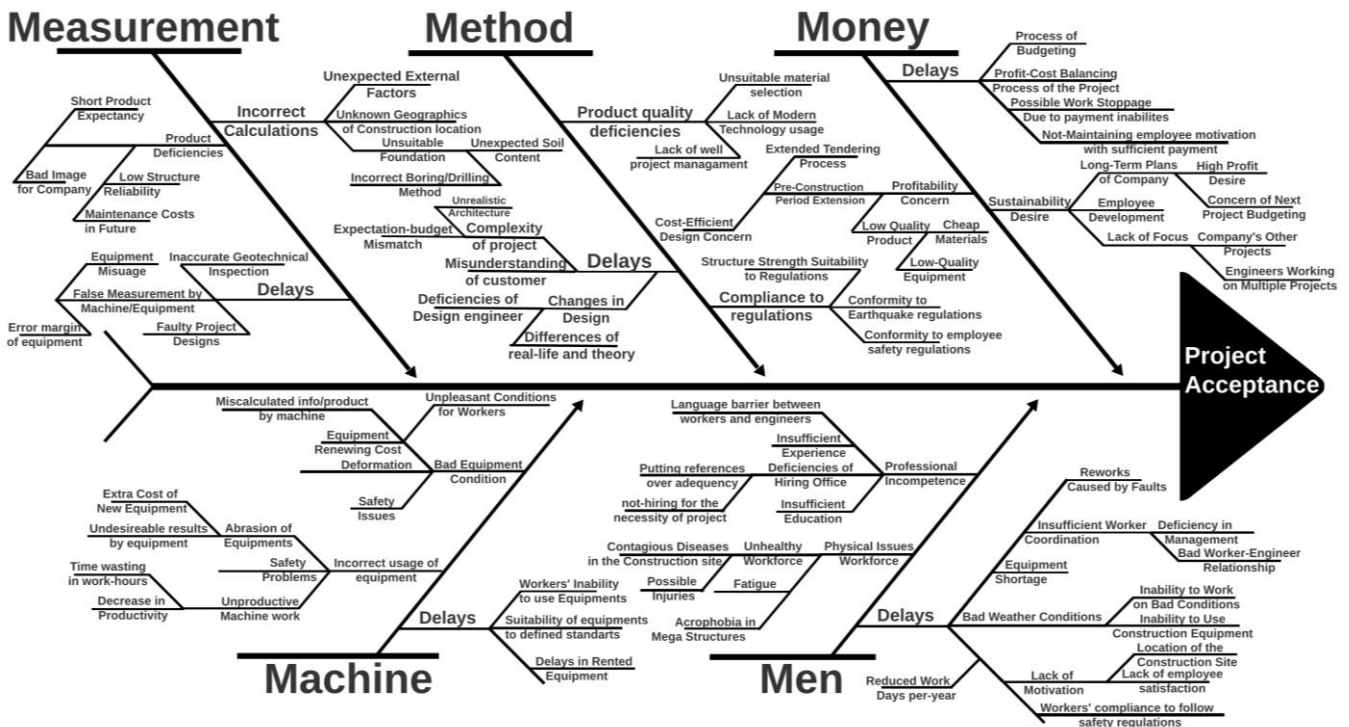 Measurement
Method
Money
Short Product
Expectancy
Product
Deficiencies
Bad Image
for Company
Low Structure
Reliability
Maintenance Costs
in Future
Incorrect
Calculations
Unexpected External
Factors
Unknown Geographics
of Construction location
Unsuitable
Foundation
Unexpected Soil
Content
Incorrect Boring/Drilling
Method
Equipment
Misuage
Inaccurate Geotechnical
Inspection
False Measurement by
Machine/Equipment
Delays
Error margin
of equipment
Faulty Project
Designs
Product quality
deficiencies
Unsuitable material
selection
Lack of Modern
Technology usage
Lack of well
project managament
Unrealistic
Architecture
Complexity
of project
Expectation-budget
Mismatch
Misunderstanding
of customer
Delays
Deficiencies of
Design engineer
Changes in
Design
Differences of
real-life and theory
Delays
Process of
Budgeting
Profit-Cost Balancing
Process of the Project
Possible Work Stoppage
Due to payment inabilites
Not-Maintaining employee motivation
with sufficient payment
Extended Tendering
Process
Pre-Construction
Period Extension
Profitability
Concern
Cost-Efficient
Design Concern
Low Quality
Product
Cheap
Materials
Low-Quality
Equipment
Sustainability
Desire
Long-Term Plans
of Company
High Profit
Desire
Concern of Next
Project Budgeting
Employee
Development
Lack of Focus
Company's Other
Projects
Engineers Working
on Multiple Projects
Structure Strength Suitability
to Regulations
Compliance to
regulations
Conformity to
Earthquake regulations
Conformity to employee
safety regulations
Project
Acceptance
Miscalculated info/product
by machine
Unpleasant Conditions
for Workers
Equipment
Renewing Cost
Deformation
Bad Equipment
Condition
Safety
Issues
Extra Cost of
New Equipment
Undesireable results
by equipment
Abrasion of
Equipments
Safety
Problems
Incorrect usage of
equipment
Time wasting
in work-hours
Decrease in
Productivity
Unproductive
Machine work
Delays
Workers' Inability
to use Equipments
Suitability of equipments
to defined standarts
Delays in Rented
Equipment
Machine
Language barrier between
workers and engineers
Insufficient
Experience
Putting references
over adequency
Deficiencies of
Hiring Office
Professional
Incompetence
not-hiring for the
necessity of project
Insufficient
Education
Contagious Diseases
in the Construction site
Unhealthy
Workforce
Physical Issues
Workforce
Possible
Injuries
Fatigue
Acrophobia in
Mega Structures
Delays
Reworks
Caused by Faults
Insufficient Worker
Coordination
Deficiency in
Management
Bad Worker-Engineer
Relationship
Equipment
Shortage
Bad Weather Conditions
Inability to Work
on Bad Conditions
Inability to Use
Construction Equipment
Reduced Work
Days per-year
Lack of
Motivation
Location of the
Construction Site
Lack of employee
satisfaction
Workers' compliance to follow
safety regulations
Men